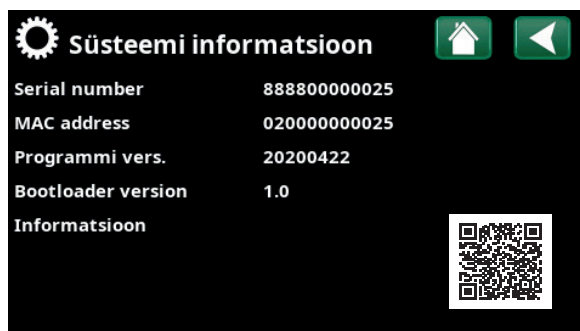 Süsteemi informatsioon
Serial number 888800000025
MAC address 020000000025
Programmi vers. 20200422
Bootloader version 1.0
Informatsioon